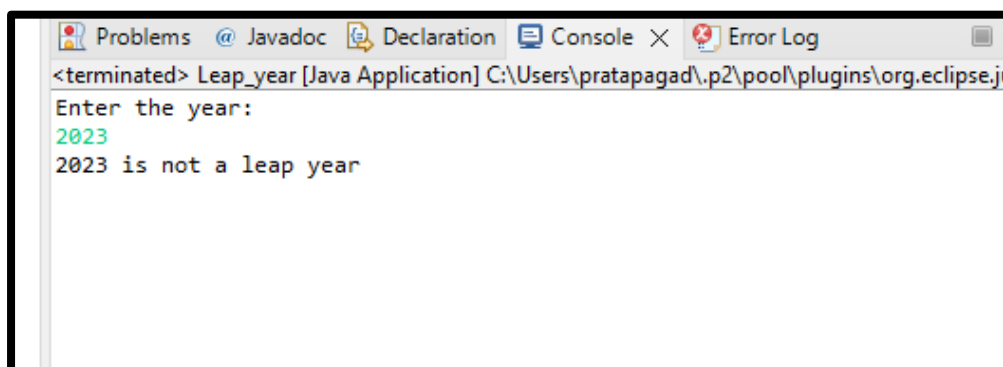 Problems @ Javadoc Declaration Console Error Log
<terminated> Leap_year [Java Application] C:\Users\pratapagad\.p2\pool\plugins\org.eclipse.j
Enter the year:
2023
2023 is not a leap year